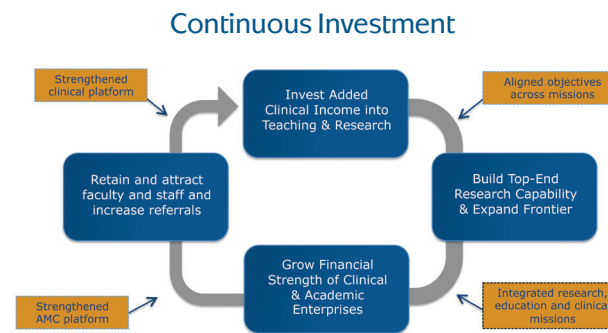 Continuous Investment
Strengthened
clinical platform
Invest Added
Clinical Income into
Teaching & Research
Aligned objectives
across missions
Retain and attract
faculty and staff and
increase referrals
Build Top-End
Research Capability
& Expand Frontier
Grow Financial
Strength of Clinical
& Academic
Enterprises
Strengthened
AMC platform
Integrated research,
education and clinical
missions